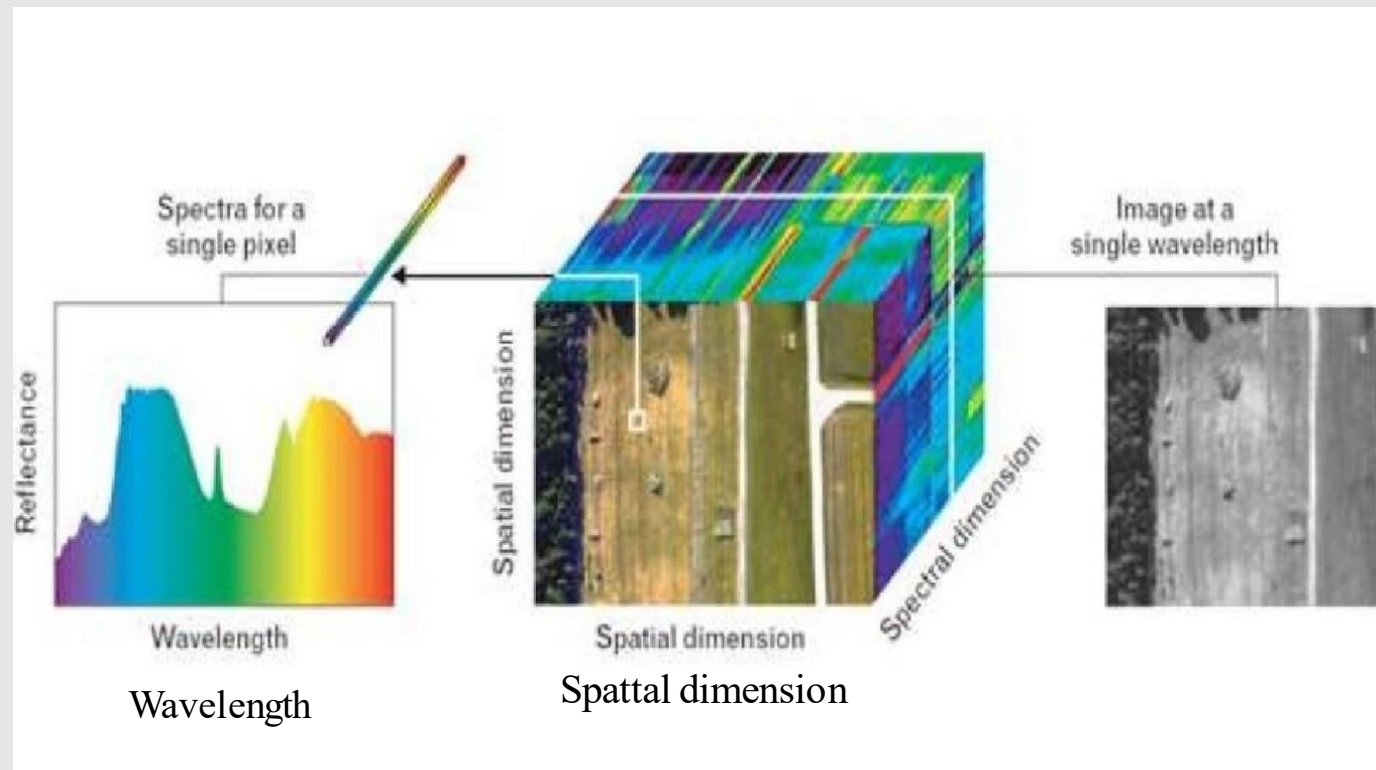 Spectra for a
single pixel
Image at a
single wavelength
Reflectance
Spatial dimension
Spectral dimension
Wavelength
Spatial dimension
Wavelength
Spattal dimension